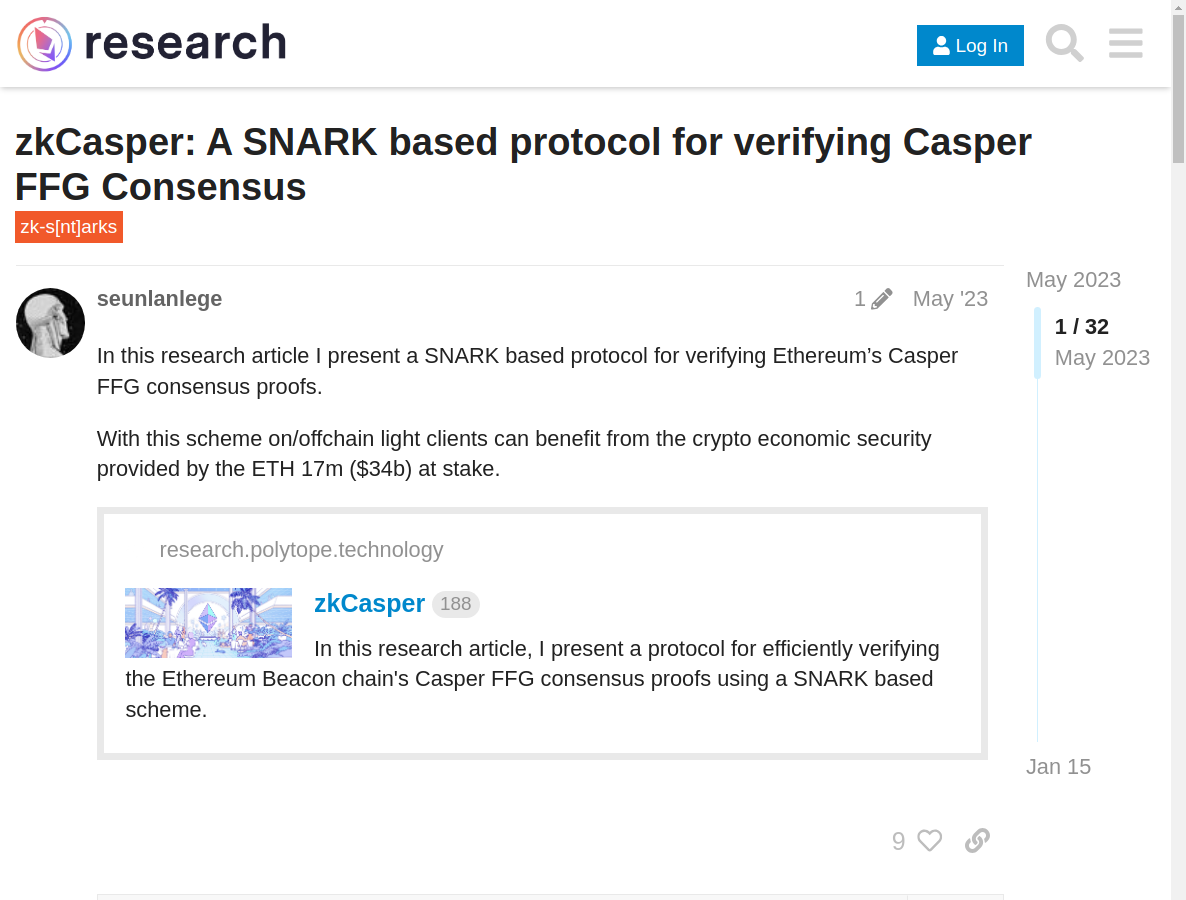 research
Log In
zkCasper: A SNARK based protocol for verifying Casper
FFG Consensus
zk-s[nt]arks
seunlanlege
1
May '23
In this research article I present a SNARK based protocol for verifying Ethereum’s Casper
FFG consensus proofs.
With this scheme on/offchain light clients can benefit from the crypto economic security
provided by the ETH 17m ($34b) at stake.
research.polytope.technology
zkCasper 188
In this research article, I present a protocol for efficiently verifying
the Ethereum Beacon chain's Casper FFG consensus proofs using a SNARK based
scheme.
9
May 2023
1 / 32
May 2023
Jan 15